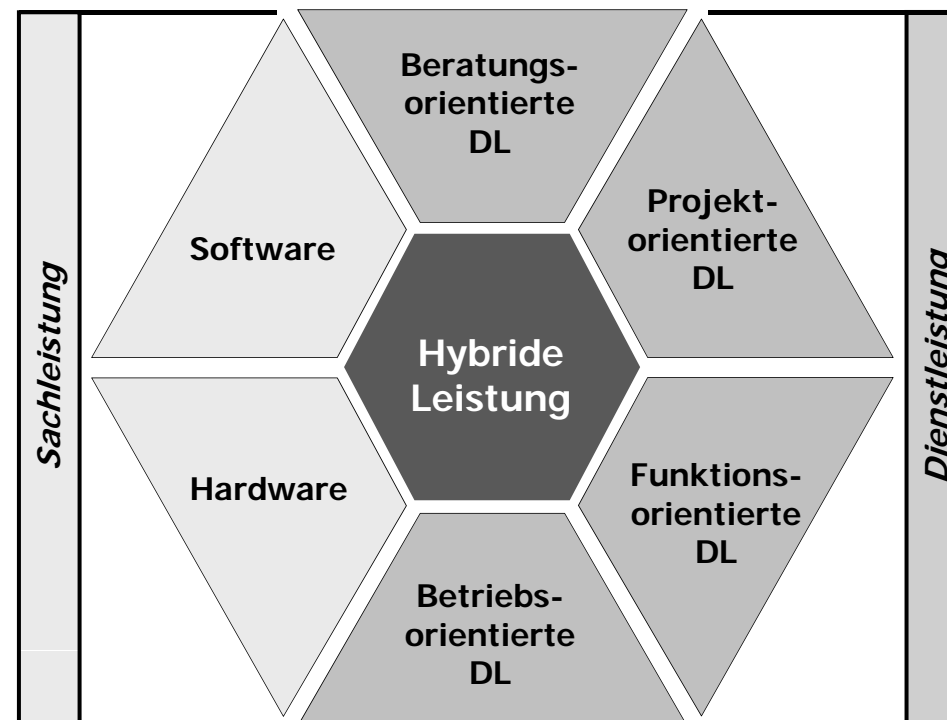 Beratungs-
orientierte
DL
Projekt-
orientierte
DL
Software
Sachleistung
Hybride
Leistung
Dienstleistung
Hardware
Funktions-
orientierte
DL
Betriebs-
orientierte
DL